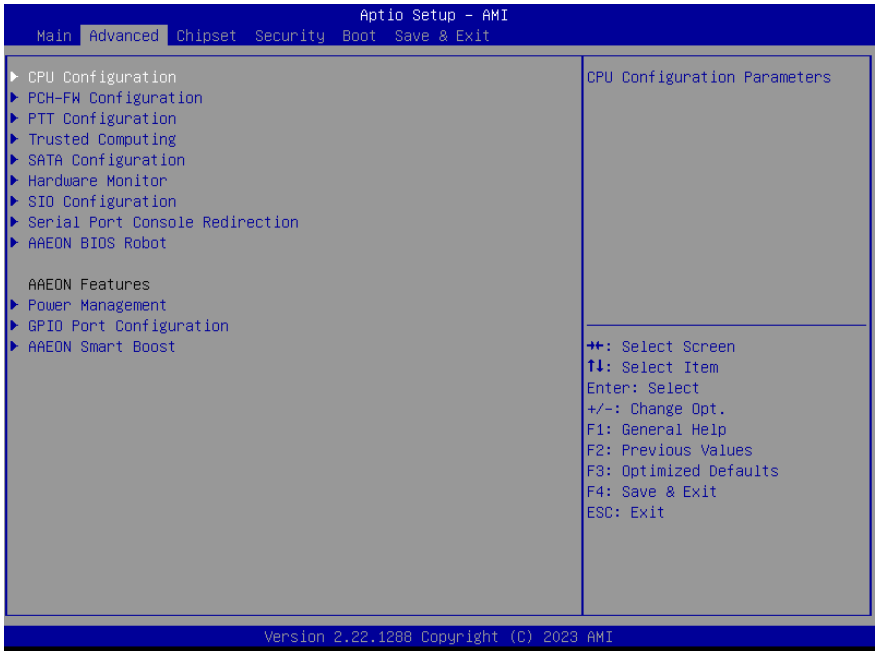 Aptio Setup – AMI
Main Advanced Chipset Security Boot Save & Exit
CPU Configuration
PCH-FW Configuration
PTT Configuration
Trusted Computing
SATA Configuration
Hardware Monitor
SIO Configuration
Serial Port Console Redirection
AAEON BIOS Robot
AAEON Features
Power Management
GPIO Port Configuration
AAEON Smart Boost
CPU Configuration Parameters
→←: Select Screen
↑↓: Select Item
Enter: Select
+/-: Change Opt.
F1: General Help
F2: Previous Values
F3: Optimized Defaults
F4: Save & Exit
ESC: Exit
Version 2.22.1288 Copyright (C) 2023 AMI